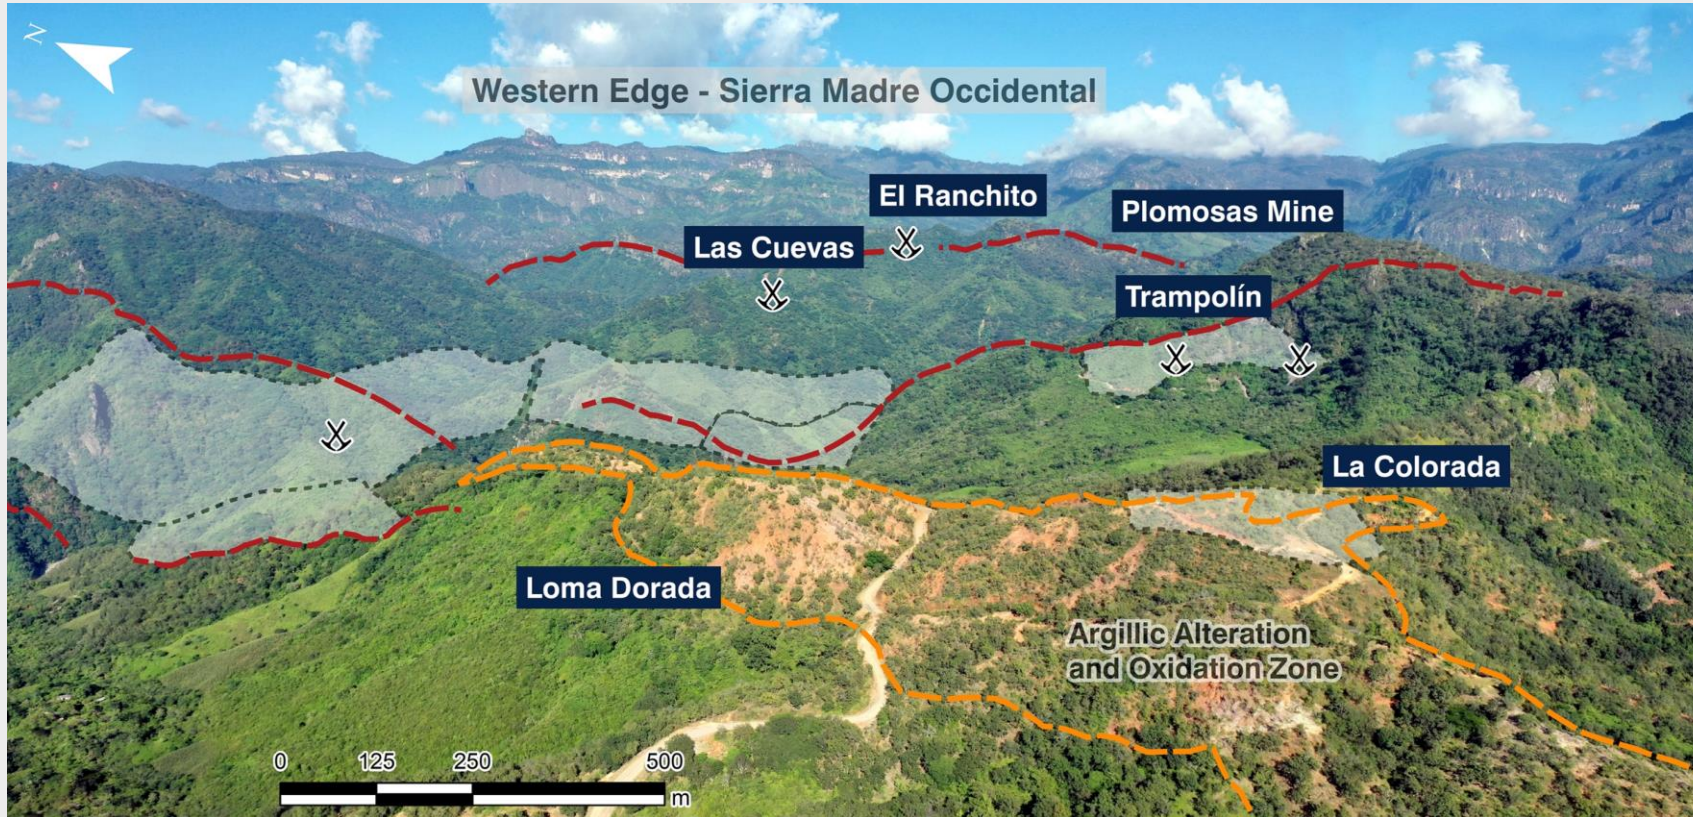 N
Western Edge - Sierra Madre Occidental
El Ranchito
Plomosas Mine
Las Cuevas
Trampolín
La Colorada
Loma Dorada
Argillic Alteration
and Oxidation Zone
0 125 250 500
m